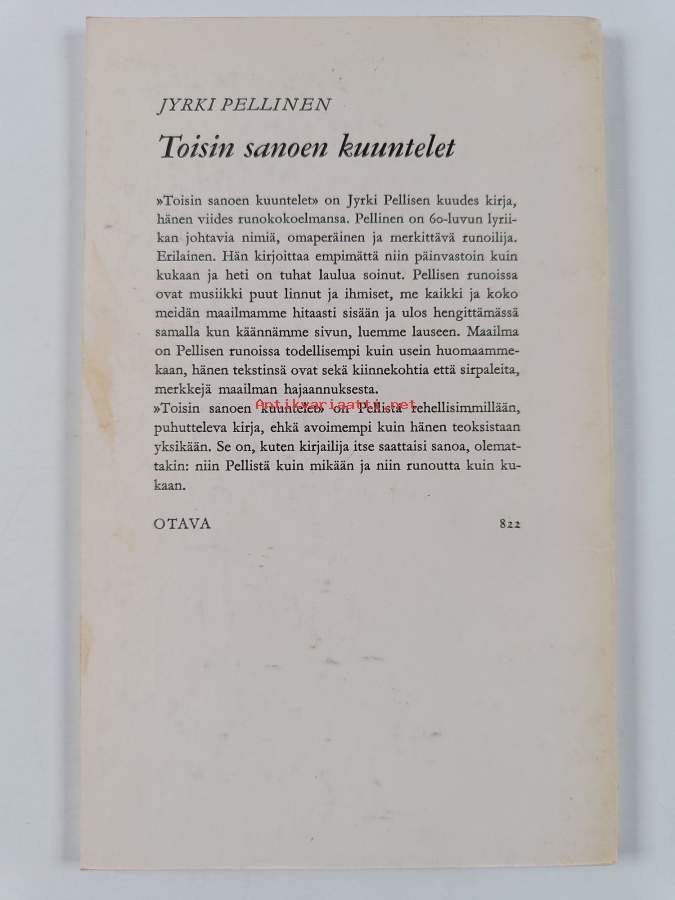 JYRKI PELLINEN
Toisin sanoen kuuntelet
»Toisin sanoen kuuntelet» on Jyrki Pellisen kuudes kirja,
hänen viides runokokoelmansa. Pellinen on 60-luvun lyrii-
kan johtavia nimiä, omaperäinen ja merkittävä runoilija.
Erilainen. Hän kirjoittaa empimättä niin päinvastoin kuin
kukaan ja heti on tuhat laulua soinut. Pellisen runoissa
ovat musiikki puut linnut ja ihmiset, me kaikki ja koko
meidän maailmamme hitaasti sisään ja ulos hengittämässä
samalla kun käännämme sivun, luemme lauseen. Maailma
on Pellisen runoissa todellisempi kuin usein huomaamme-
kaan, hänen tekstinsä ovat sekä kiinnekohtia että sirpaleita,
merkkejä maailman hajaannuksesta.
Antikvariaatti.net
»Toisin sanoen kuuntelet» on Pellistä rehellisimmillään,
puhutteleva kirja, ehkä avoimempi kuin hänen teoksistaan
yksikään. Se on, kuten kirjailija itse saattaisi sanoa, olemat-
takin: niin Pellistä kuin mikään ja niin runoutta kuin ku-
kaan.
OTAVA 822